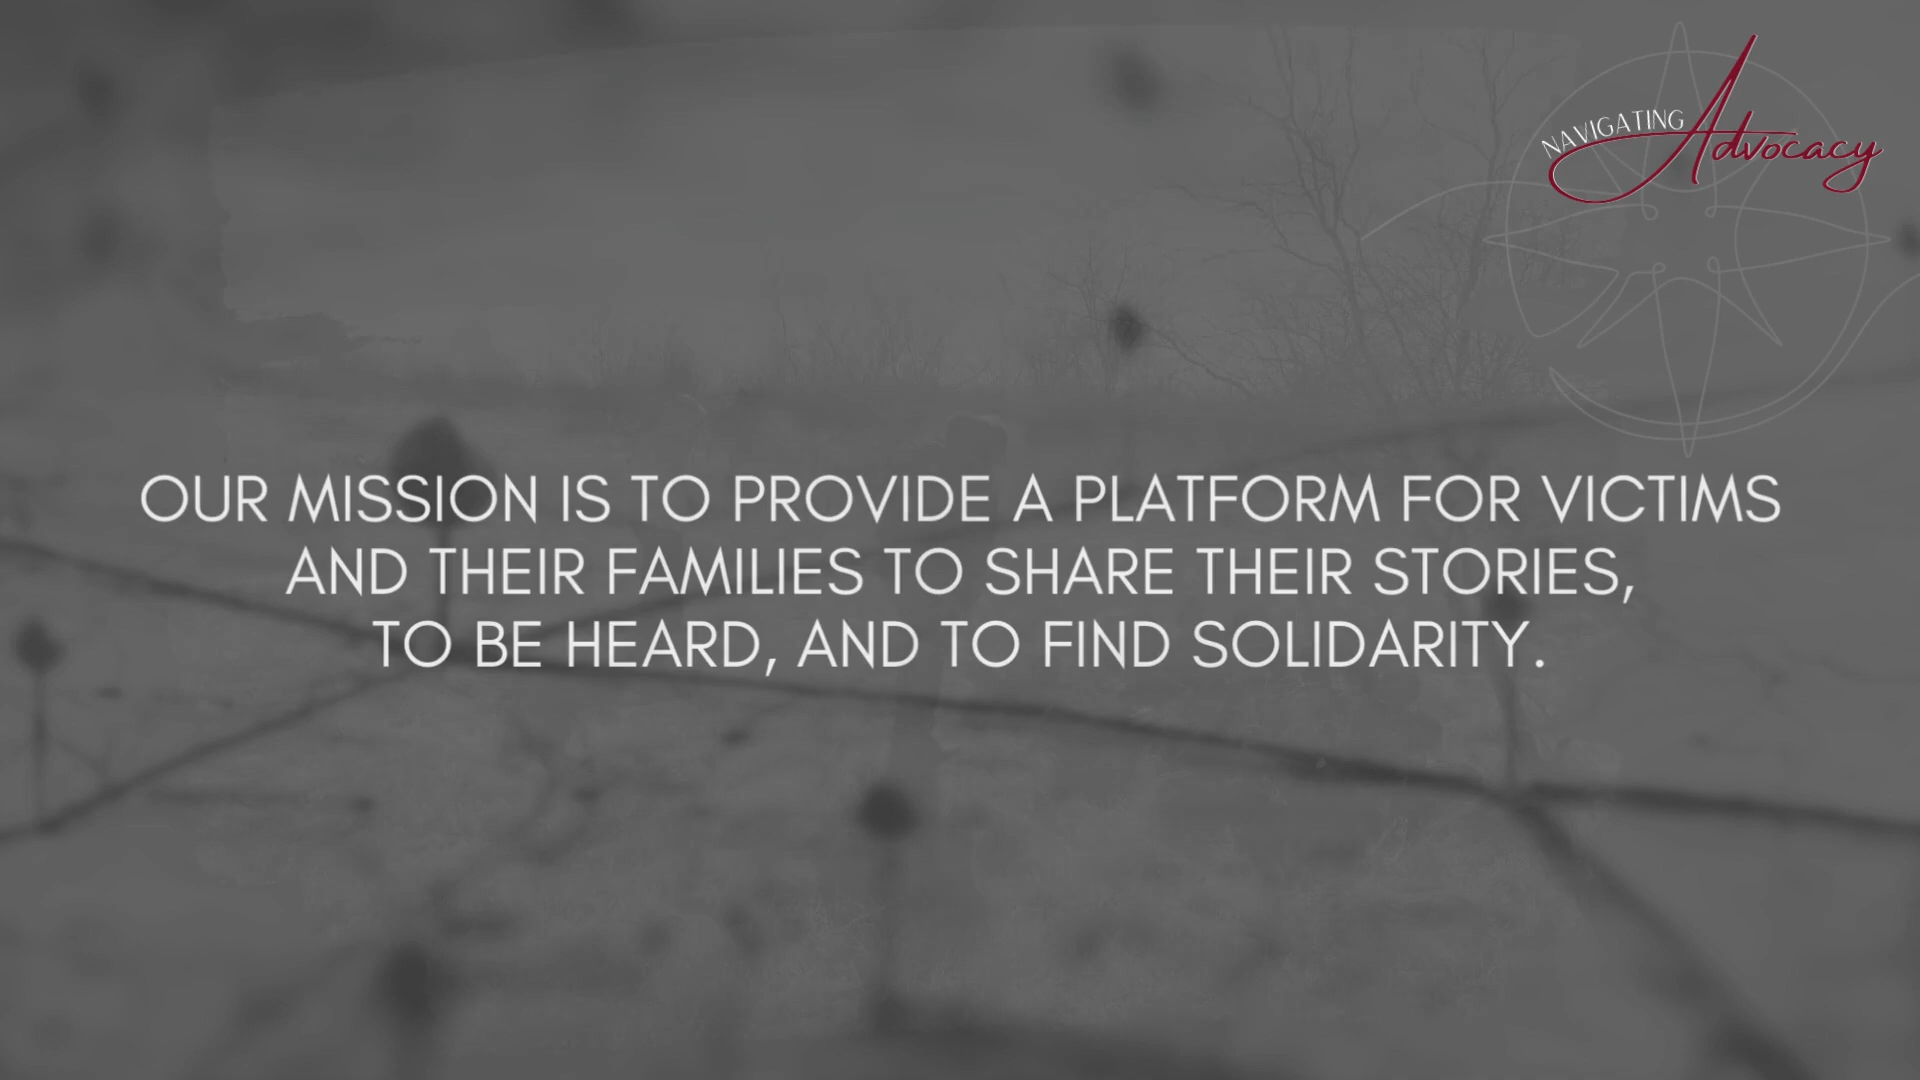 NAVIGATING Advocacy
OUR MISSION IS TO PROVIDE A PLATFORM FOR VICTIMS
AND THEIR FAMILIES TO SHARE THEIR STORIES,
TO BE HEARD, AND TO FIND SOLIDARITY.